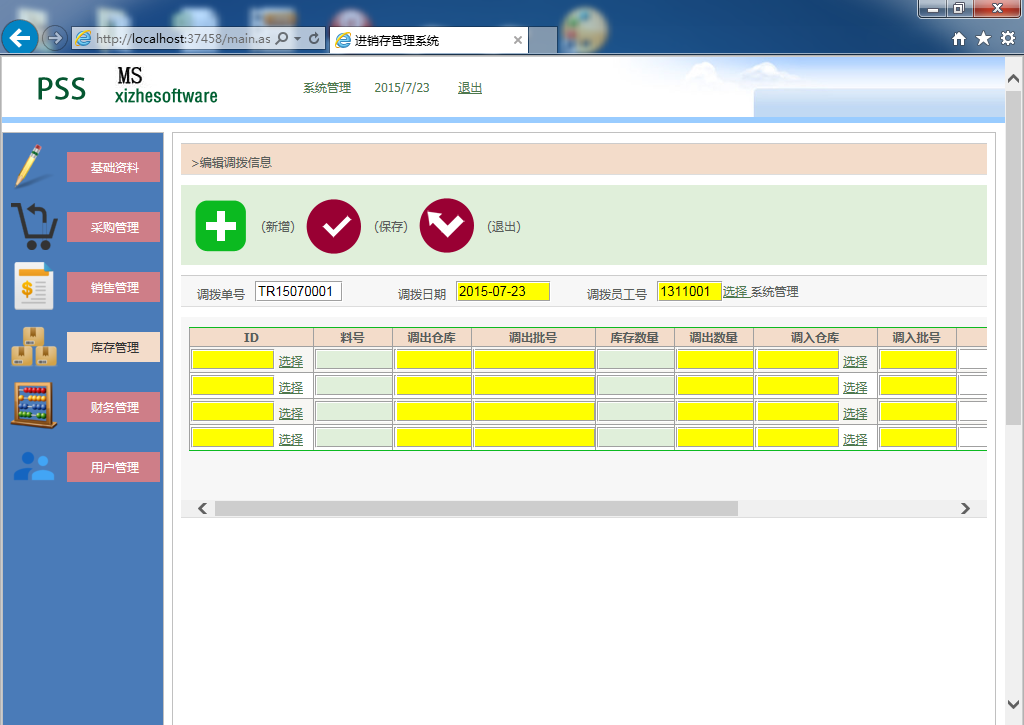 http://localhost:37458/main.as
进销存管理系统
PSS
MS
xizhesoftware
系统管理 2015/7/23 退出
基础资料
采购管理
销售管理
库存管理
财务管理
用户管理
>编辑调拨信息
(新增) (保存) (退出)
调拨单号 TR15070001 调拨日期 2015-07-23 调拨员工号 1311001 选择 系统管理
ID 料号 调出仓库 调出批号 库存数量 调出数量 调入仓库 调入批号
选择 选择
选择 选择
选择 选择
选择 选择